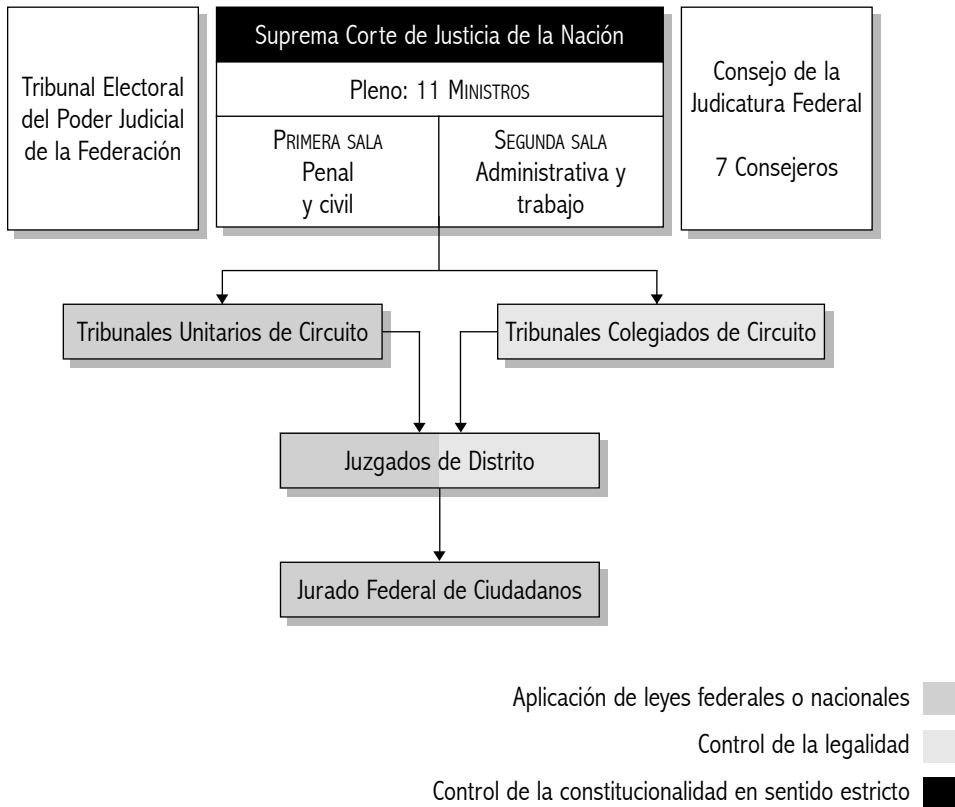 Tribunal Electoral
del Poder Judicial
de la Federación
Suprema Corte de Justicia de la Nación
Pleno: 11 MINISTROS
PRIMERA SALA
Penal
y civil
SEGUNDA SALA
Administrativa y
trabajo
Consejo de la
Judicatura Federal
7 Consejeros
Tribunales Unitarios de Circuito
Tribunales Colegiados de Circuito
Juzgados de Distrito
Jurado Federal de Ciudadanos
Aplicación de leyes federales o nacionales
Control de la legalidad
Control de la constitucionalidad en sentido estricto